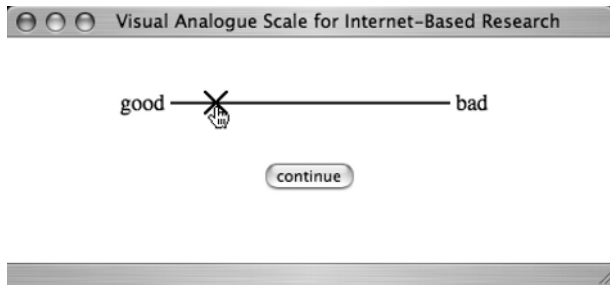 Visual Analogue Scale for Internet-Based Research
good bad
continue